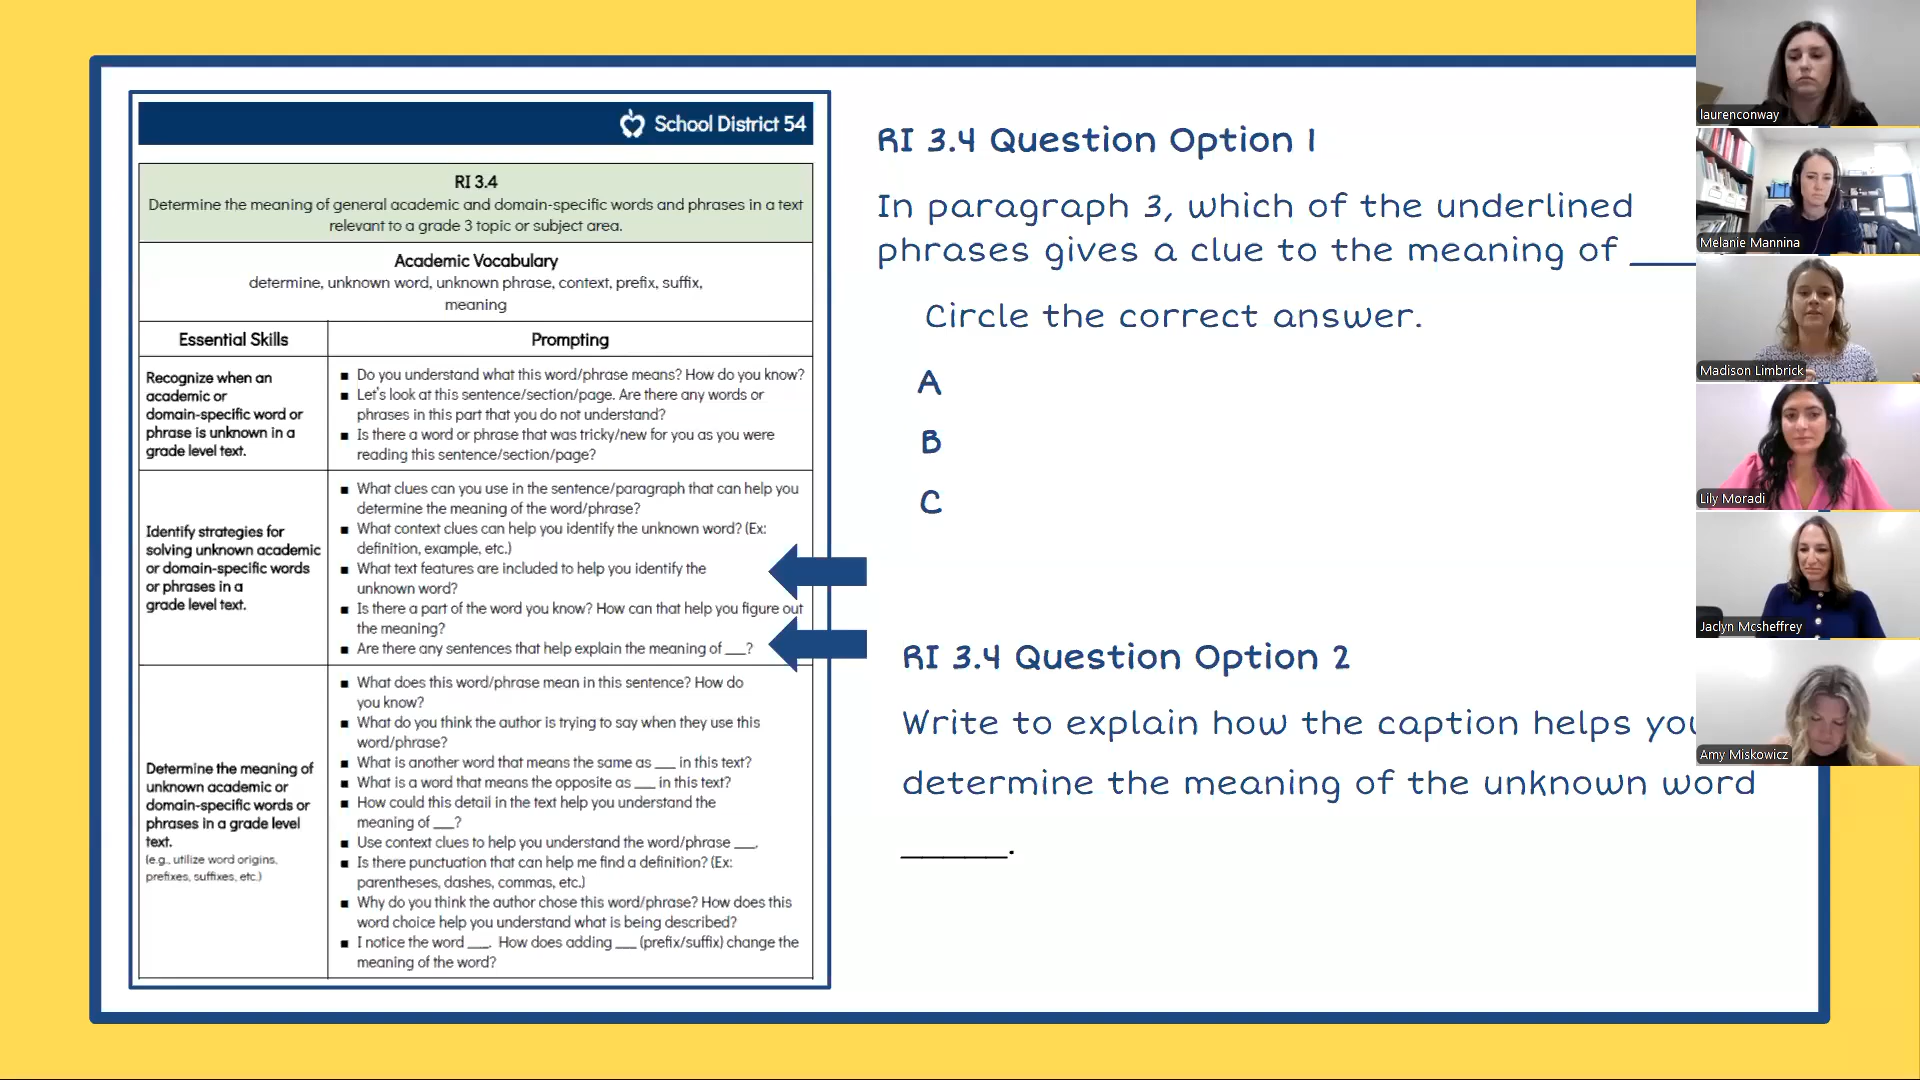 School District 54
RI 3.4
Determine the meaning of general academic and domain-specific words and phrases in a text
relevant to a grade 3 topic or subject area.
Academic Vocabulary
determine, unknown word, unknown phrase, context, prefix, suffix,
meaning
Essential Skills
Prompting
Recognize when an
academic or
domain-specific word or
phrase is unknown in a
grade level text.
■ Do you understand what this word/phrase means? How do you know?
■ Let's look at this sentence/section/page. Are there any words or
phrases in this part that you do not understand?
■ Is there a word or phrase that was tricky/new for you as you were
reading this sentence/section/page?
Identify strategies for
solving unknown academic
or domain-specific words
or phrases in a
grade level text.
■ What clues can you use in the sentence/paragraph that can help you
determine the meaning of the word/phrase?
■ What context clues can help you identify the unknown word? (Ex:
definition, example, etc.)
■ What text features are included to help you identify the
unknown word?
■ Is there a part of the word you know? How can that help you figure out
the meaning?
■ Are there any sentences that help explain the meaning of ___?
Determine the meaning of
unknown academic or
domain-specific words or
phrases in a grade level
text.
(e.g., utilize word origins,
prefixes, suffixes, etc.)
■ What does this word/phrase mean in this sentence? How do
you know?
■ What do you think the author is trying to say when they use this
word/phrase?
■ What is another word that means the same as ___ in this text?
■ What is a word that means the opposite as ___ in this text?
■ How could this detail in the text help you understand the
meaning of ___?
■ Use context clues to help you understand the word/phrase ___.
■ Is there punctuation that can help me find a definition? (Ex:
parentheses, dashes, commas, etc.)
■ Why do you think the author chose this word/phrase? How does this
word choice help you understand what is being described?
■ I notice the word ___. How does adding ___ (prefix/suffix) change the
meaning of the word?
RI 3.4 Question Option 1
In paragraph 3, which of the underlined
phrases gives a clue to the meaning of ____
Circle the correct answer.
A
B
C
RI 3.4 Question Option 2
Write to explain how the caption helps you
determine the meaning of the unknown word
______.
laurenconway
Melanie Mannina
Madison Limbrick
Lily Moradi
Jaclyn Mcsheffrey
Amy Miskowicz